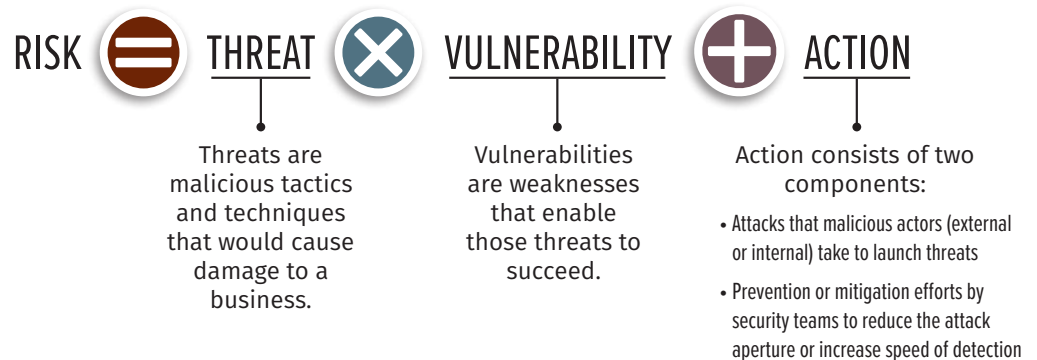 RISK = THREAT × VULNERABILITY + ACTION
Threats are
malicious tactics
and techniques
that would cause
damage to a
business.
Vulnerabilities
are weaknesses
that enable
those threats to
succeed.
Action consists of two
components:
• Attacks that malicious actors (external
or internal) take to launch threats
• Prevention or mitigation efforts by
security teams to reduce the attack
aperture or increase speed of detection